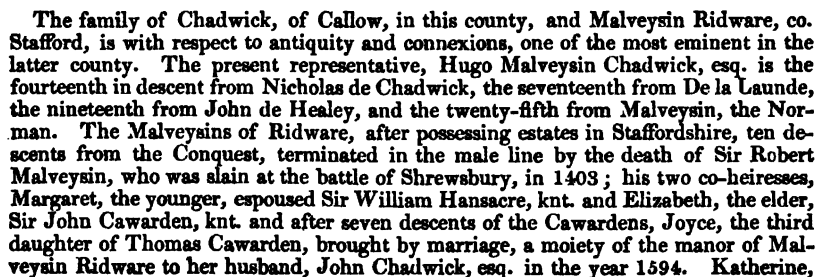 The family of Chadwick, of Callow, in this county, and Malveysin Ridware, co.
Stafford, is with respect to antiquity and connexions, one of the most eminent in the
latter county. The present representative, Hugo Malveysin Chadwick, esq. is the
fourteenth in descent from Nicholas de Chadwick, the seventeenth from De la Launde,
the nineteenth from John de Healey, and the twenty-fifth from Malveysin, the Nor-
man. The Malveysins of Ridware, after possessing estates in Staffordshire, ten de-
scents from the Conquest, terminated in the male line by the death of Sir Robert
Malveysin, who was slain at the battle of Shrewsbury, in 1403; his two co-heiresses,
Margaret, the younger, espoused Sir William Hansacre, knt. and Elizabeth, the elder,
Sir John Cawarden, knt. and after seven descents of the Cawardens, Joyce, the third
daughter of Thomas Cawarden, brought by marriage, a moiety of the manor of Mal-
veysin Ridware to her husband, John Chadwick, esq. in the year 1594. Katherine,